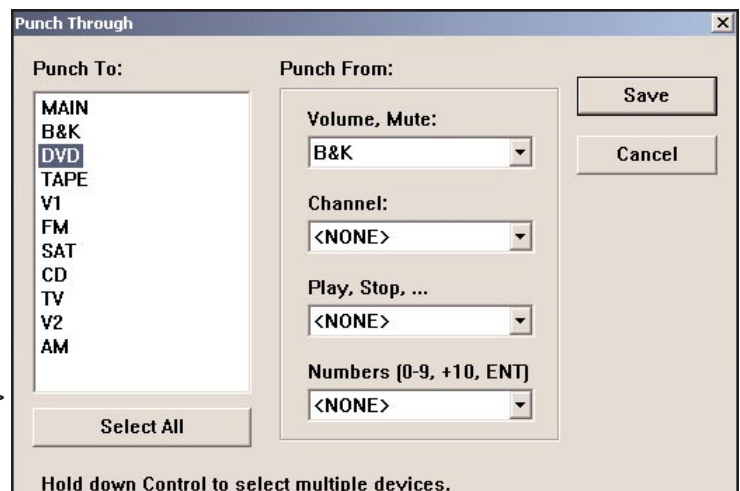 Punch Through
Punch To:
MAIN
B&K
DVD
TAPE
V1
FM
SAT
CD
TV
V2
AM
Select All
Punch From:
Volume, Mute:
B&K
Channel:
<NONE>
Play, Stop, ...
<NONE>
Numbers (0-9, +10, ENT)
<NONE>
Save
Cancel
Hold down Control to select multiple devices.